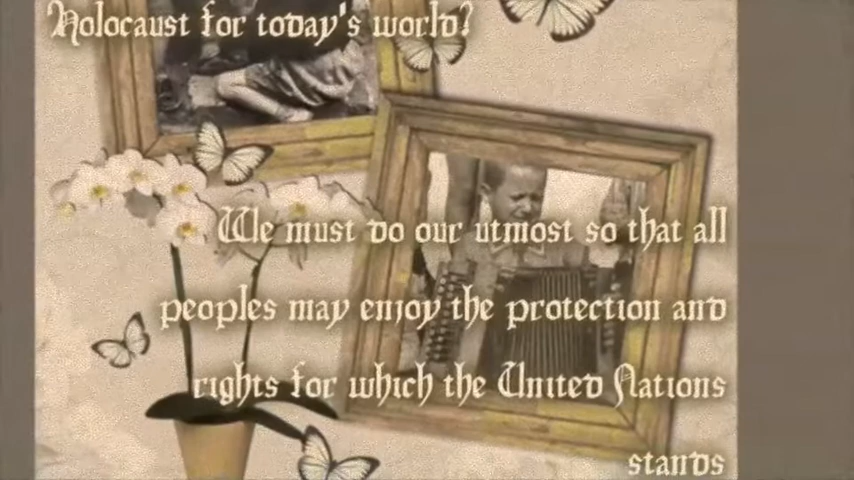 Holocaust for today's world?
We must do our utmost so that all
peoples may enjoy the protection and
rights for which the United Nations
stands